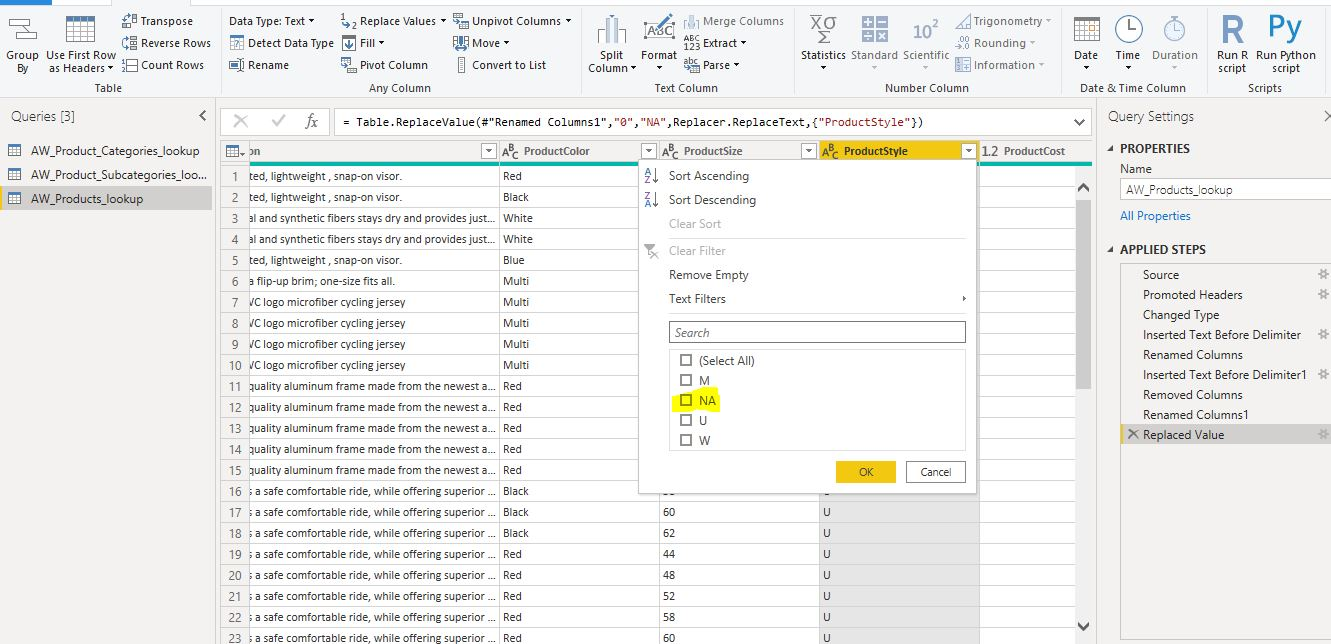 Group By
Use First Row as Headers
Transpose
Reverse Rows
Count Rows
Table
Data Type: Text
Detect Data Type
Rename
Replace Values
Fill
Pivot Column
Unpivot Columns
Move
Convert to List
Any Column
Split Column
Format
ABC
Merge Columns
ABC 123 Extract
abc Parse
Text Column
XΣ Statistics
Standard
10² Scientific
Trigonometry
.00 Rounding
Information
Number Column
Date
Time
Duration
Date & Time Column
R Run R script
Py Run Python script
Scripts
Queries [3]
AW_Product_Categories_lookup
AW_Product_Subcategories_loo...
AW_Products_lookup
fx = Table.ReplaceValue(#"Renamed Columns1","0","NA",Replacer.ReplaceText,{"ProductStyle"})
on ABC ProductColor ABC ProductSize ABC ProductStyle 1.2 ProductCost
1 ted, lightweight , snap-on visor. Red
2 ted, lightweight , snap-on visor. Black
3 al and synthetic fibers stays dry and provides just... White
4 al and synthetic fibers stays dry and provides just... White
5 ted, lightweight , snap-on visor. Blue
6 a flip-up brim; one-size fits all. Multi
7 VC logo microfiber cycling jersey Multi
8 VC logo microfiber cycling jersey Multi
9 VC logo microfiber cycling jersey Multi
10 VC logo microfiber cycling jersey Multi
11 quality aluminum frame made from the newest a... Red
12 quality aluminum frame made from the newest a... Red
13 quality aluminum frame made from the newest a... Red
14 quality aluminum frame made from the newest a... Red
15 quality aluminum frame made from the newest a... Red
16 s a safe comfortable ride, while offering superior ... Black
17 s a safe comfortable ride, while offering superior ... Black 60 U
18 s a safe comfortable ride, while offering superior ... Black 62 U
19 s a safe comfortable ride, while offering superior ... Red 44 U
20 s a safe comfortable ride, while offering superior ... Red 48 U
21 s a safe comfortable ride, while offering superior ... Red 52 U
22 s a safe comfortable ride, while offering superior ... Red 58 U
23 s a safe comfortable ride, while offering superior ... Red 60 U
Sort Ascending
Sort Descending
Clear Sort
Clear Filter
Remove Empty
Text Filters
Search
(Select All)
M
NA
U
W
OK Cancel
Query Settings
PROPERTIES
Name
AW_Products_lookup
All Properties
APPLIED STEPS
Source
Promoted Headers
Changed Type
Inserted Text Before Delimiter
Renamed Columns
Inserted Text Before Delimiter1
Removed Columns
Renamed Columns1
Replaced Value